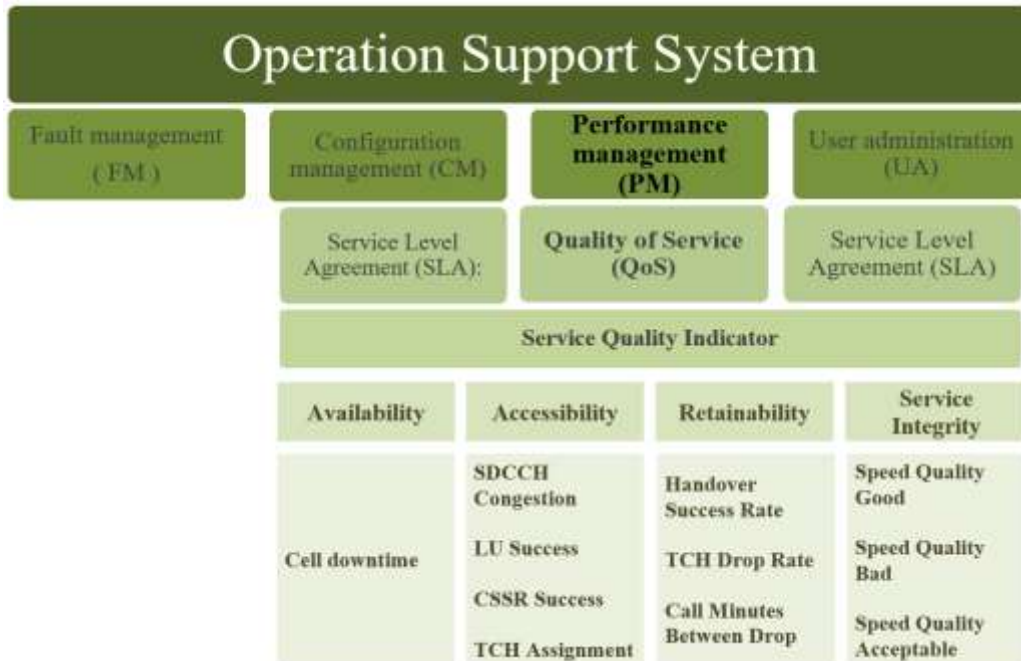 Operation Support System
Fault management
( FM )
Configuration
management (CM)
Performance
management
(PM)
User administration
(UA)
Service Level
Agreement (SLA):
Quality of Service
(QoS)
Service Level
Agreement (SLA)
Service Quality Indicator
Availability
Accessibility
Retainability
Service
Integrity
Cell downtime
SDCCH
Congestion
LU Success
CSSR Success
TCH Assignment
Handover
Success Rate
TCH Drop Rate
Call Minutes
Between Drop
Speed Quality
Good
Speed Quality
Bad
Speed Quality
Acceptable